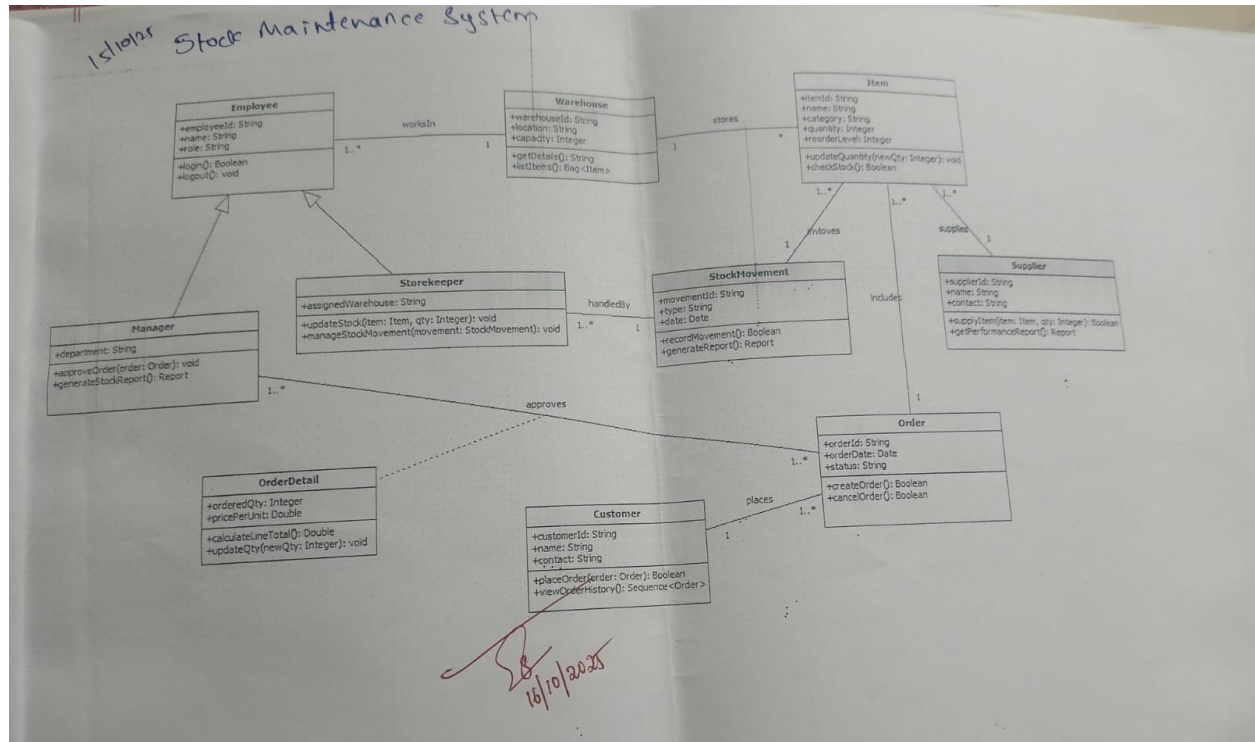 15/10/25 Stock Maintenance System
Employee
+employeeId: String
+name: String
+role: String
+login(): Boolean
+logout(): void
worksIn
1..*
1
Warehouse
+warehouseId: String
+location: String
+capacity: Integer
+getDetails(): String
+listItems(): Bag<Item>
stores
1
*
Item
+itemId: String
+name: String
+category: String
+quantity: Integer
+reorderLevel: Integer
+updateQuantity(newQty: Integer): void
+checkStock(): Boolean
1..*
1..*
1..*
invloves
1
supplies
1
includes
1
Storekeeper
+assignedWarehouse: String
+updateStock(item: Item, qty: Integer): void
+manageStockMovement(movement: StockMovement): void
handledBy
1..*
1
StockMovement
+movementId: String
+type: String
+date: Date
+recordMovement(): Boolean
+generateReport(): Report
Supplier
+supplierId: String
+name: String
+contact: String
+supplyItem(item: Item, qty: Integer): Boolean
+getPerformanceReport(): Report
Manager
+department: String
+approveOrder(order: Order): void
+generateStockReport(): Report
1..*
approves
1..*
Order
+orderId: String
+orderDate: Date
+status: String
+createOrder(): Boolean
+cancelOrder(): Boolean
OrderDetail
+orderedQty: Integer
+pricePerUnit: Double
+calculateLineTotal(): Double
+updateQty(newQty: Integer): void
Customer
+customerId: String
+name: String
+contact: String
+placeOrder(order: Order): Boolean
+viewOrderHistory(): Sequence<Order>
places
1
1..*
16/10/2025